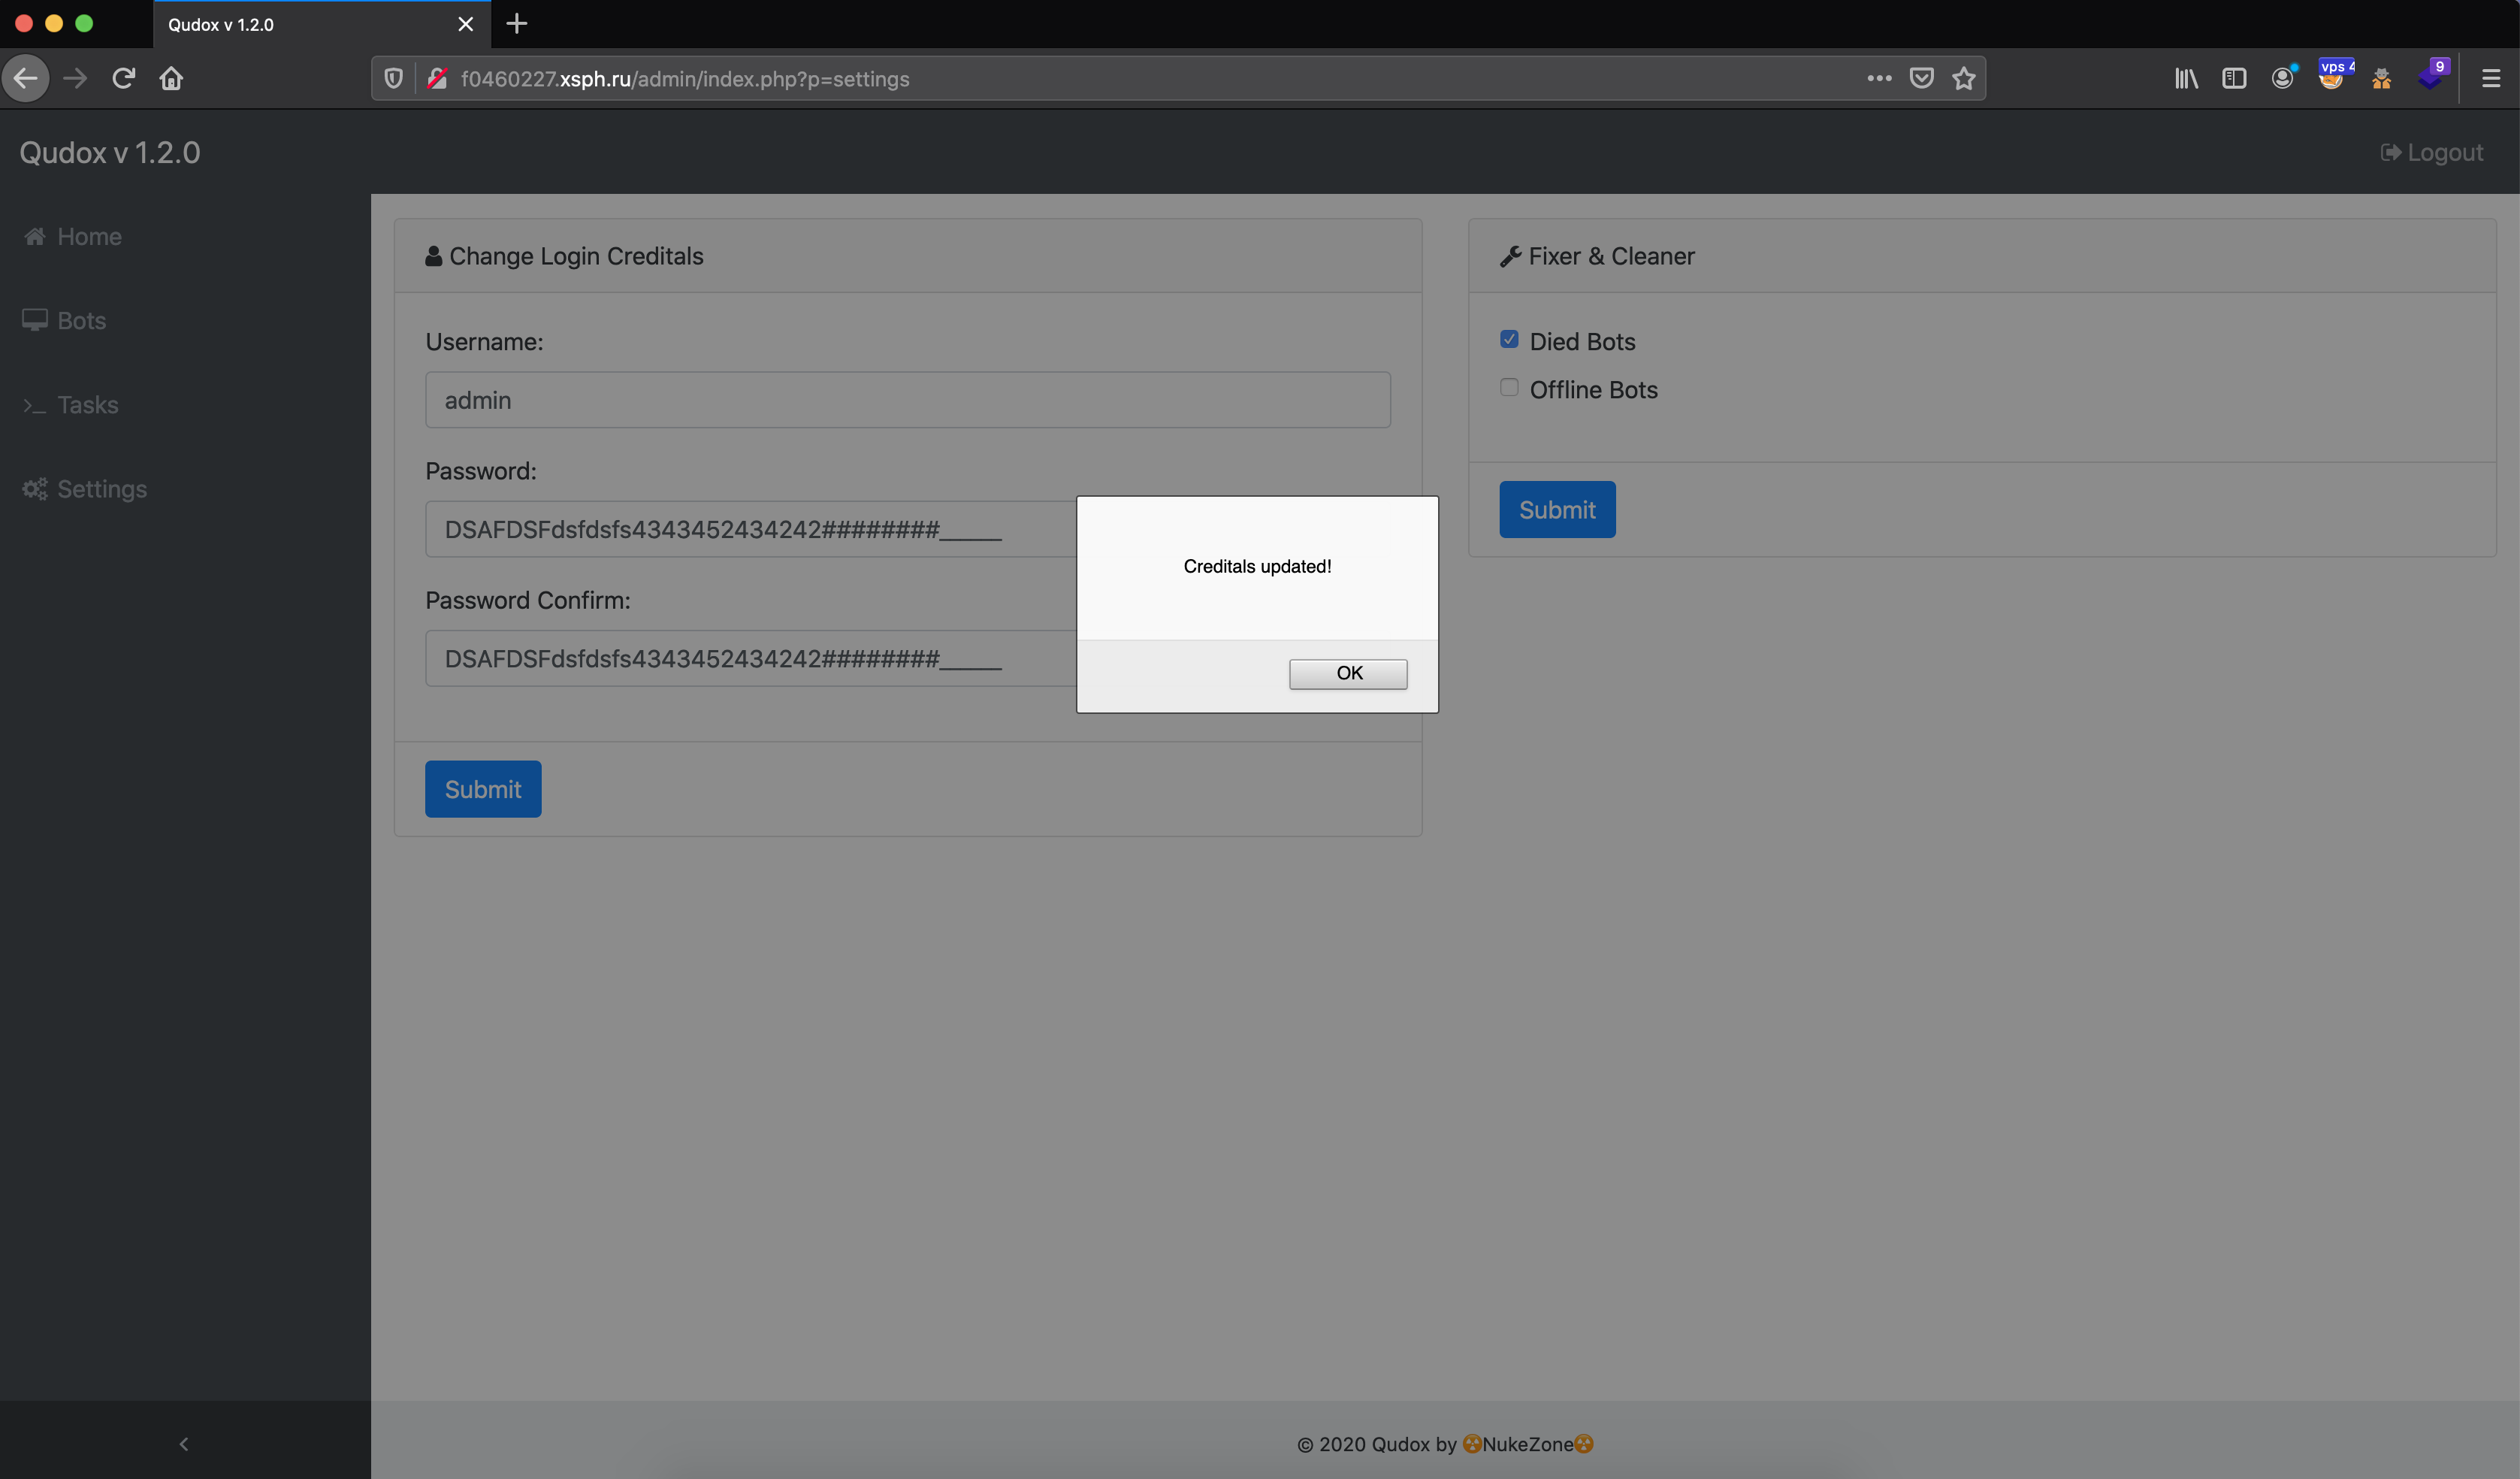 Qudox v 1.2.0
f0460227.xsph.ru/admin/index.php?p=settings
vps 4
9
Qudox v 1.2.0
Logout
Home
Bots
>_ Tasks
Settings
Change Login Creditals
Username:
admin
Password:
DSAFDSFdsfdsfs4343452434242########_____
Password Confirm:
DSAFDSFdsfdsfs4343452434242########_____
Submit
Fixer & Cleaner
Died Bots
Offline Bots
Submit
Creditals updated!
OK
© 2020 Qudox by ☢NukeZone☢